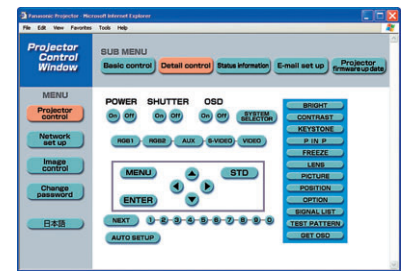 Panasonic Projector - Microsoft Internet Explorer
File Edit View Favorites Tools Help
Projector Control Window
SUB MENU
Basic control Detail control Status information E-mail set up Projector firmware up date
MENU
Projector control
Network set up
Image control
Change password
日本語
POWER SHUTTER OSD
On Off On Off On Off SYSTEM SELECTOR
RGB1 RGB2 AUX S-VIDEO VIDEO
MENU STD
ENTER
NEXT 1 2 3 4 5 6 7 8 9 0
AUTO SETUP
BRIGHT
CONTRAST
KEYSTONE
P IN P
FREEZE
LENS
PICTURE
POSITION
OPTION
SIGNAL LIST
TEST PATTERN
GET OSD